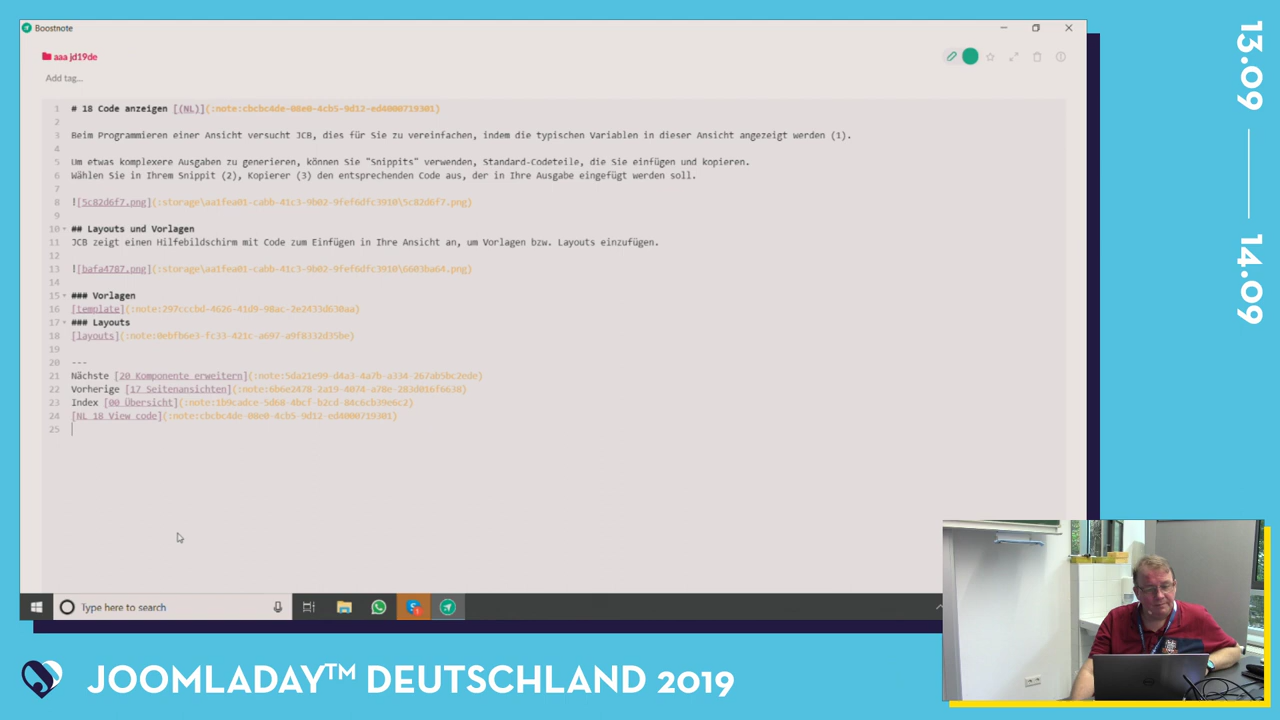 Boostnote
aaa jd19de
Add tag...
1 # 18 Code anzeigen [(NL)](:note:cbcbc4de-08e0-4cb5-9d12-ed4000719301)
2
3 Beim Programmieren einer Ansicht versucht JCB, dies für Sie zu vereinfachen, indem die typischen Variablen in dieser Ansicht angezeigt werden (1).
4
5 Um etwas komplexere Ausgaben zu generieren, können Sie "Snippits" verwenden, Standard-Codeteile, die Sie einfügen und kopieren.
6 Wählen Sie in Ihrem Snippit (2), Kopierer (3) den entsprechenden Code aus, der in Ihre Ausgabe eingefügt werden soll.
7
8 ![5c82d6f7.png](:storage\aa1fea01-cabb-41c3-9b02-9fef6dfc3910\5c82d6f7.png)
9
10 ## Layouts und Vorlagen
11 JCB zeigt einen Hilfebildschirm mit Code zum Einfügen in Ihre Ansicht an, um Vorlagen bzw. Layouts einzufügen.
12
13 ![bafa4787.png](:storage\aa1fea01-cabb-41c3-9b02-9fef6dfc3910\6603ba64.png)
14
15 ### Vorlagen
16 [template](:note:297cccbd-4626-41d9-98ac-2e2433d630aa)
17 ### Layouts
18 [layouts](:note:0ebfb6e3-fc33-421c-a697-a9f8332d35be)
19
20 ---
21 Nächste [20 Komponente erweitern](:note:5da21e99-d4a3-4a7b-a334-267ab5bc2ede)
22 Vorherige [17 Seitenansichten](:note:6b6e2478-2a19-4074-a78e-283d016f6638)
23 Index [00 Übersicht](:note:1b9cadce-5d68-4bcf-b2cd-84c6cb39e6c2)
24 [NL 18 View code](:note:cbcbc4de-08e0-4cb5-9d12-ed4000719301)
25
Type here to search
13.09
14.09
JOOMLADAY™ DEUTSCHLAND 2019